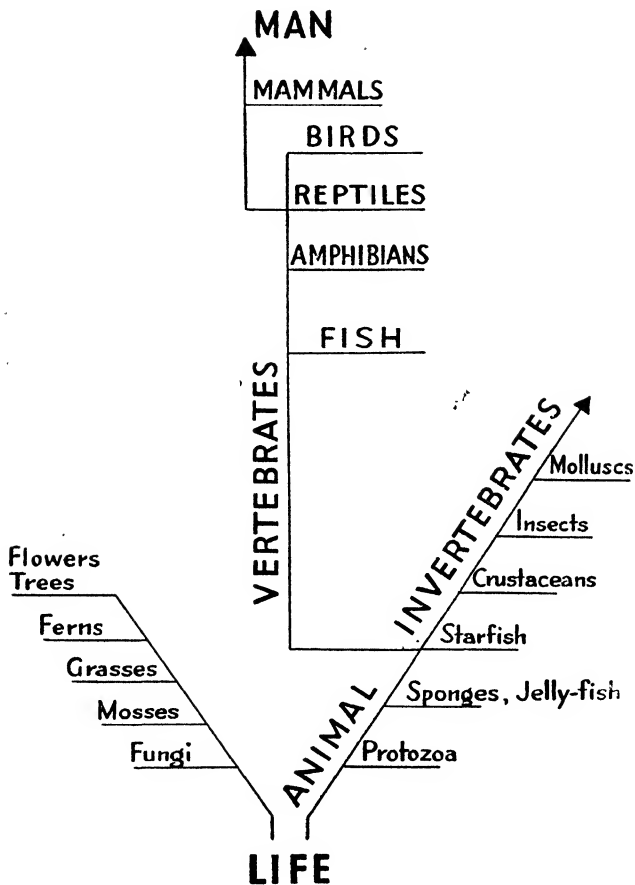 MAN
MAMMALS
BIRDS
REPTILES
AMPHIBIANS
FISH
VERTEBRATES
INVERTEBRATES
Molluscs
Insects
Crustaceans
Starfish
Sponges, Jelly-fish
Protozoa
ANIMAL
Flowers
Trees
Ferns
Grasses
Mosses
Fungi
LIFE